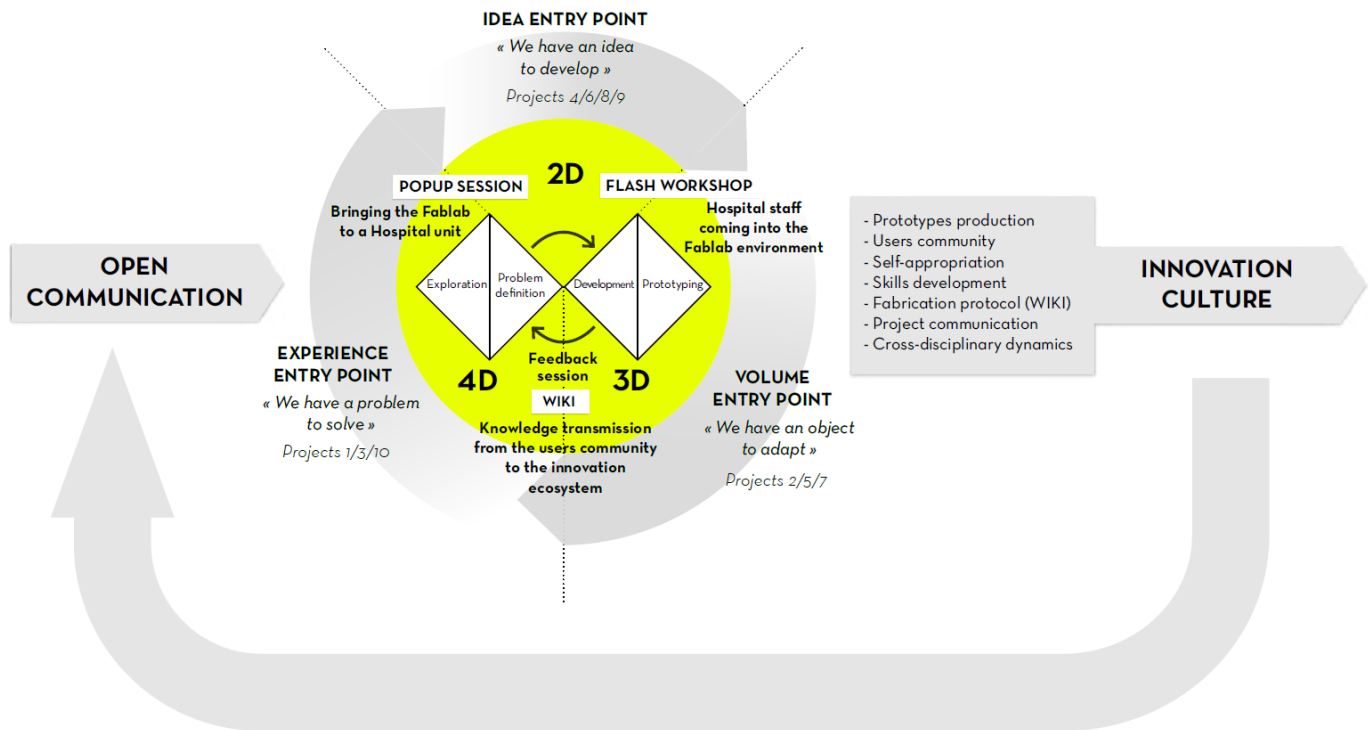 IDEA ENTRY POINT
« We have an idea
to develop »
Projects 4/6/8/9
2D
POPUP SESSION
Bringing the Fablab
to a Hospital unit
FLASH WORKSHOP
Hospital staff
coming into the
Fablab environment
Exploration
Problem
definition
Development
Prototyping
OPEN
COMMUNICATION
- Prototypes production
- Users community
- Self-appropriation
- Skills development
- Fabrication protocol (WIKI)
- Project communication
- Cross-disciplinary dynamics
INNOVATION
CULTURE
EXPERIENCE
ENTRY POINT
« We have a problem
to solve »
Projects 1/3/10
4D
Feedback
session
3D
WIKI
Knowledge transmission
from the users community
to the innovation
ecosystem
VOLUME
ENTRY POINT
« We have an object
to adapt »
Projects 2/5/7